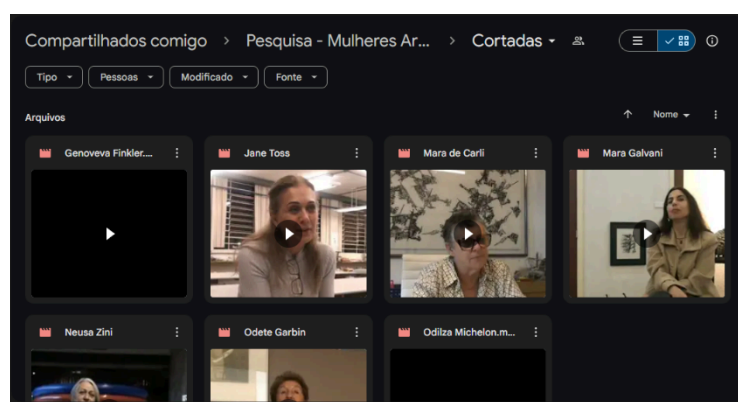 Compartilhados comigo > Pesquisa - Mulheres Ar... > Cortadas
Tipo Pessoas Modificado Fonte
Arquivos Nome
Genoveva Finkler.... Jane Toss Mara de Carli Mara Galvani
Neusa Zini Odete Garbin Odilza Michelon.m...